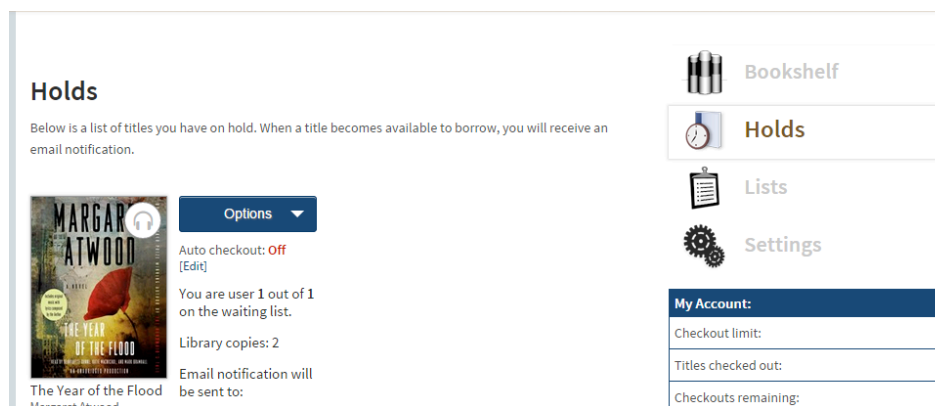 Holds
Below is a list of titles you have on hold. When a title becomes available to borrow, you will receive an
email notification.
MARGAR
ATWOOD
A NOVEL
THE YEAR
OF THE FLOOD
Options
Auto checkout: Off
[Edit]
You are user 1 out of 1
on the waiting list.
Library copies: 2
Email notification will
be sent to:
The Year of the Flood
Margaret Atwood
Bookshelf
Holds
Lists
Settings
My Account:
Checkout limit:
Titles checked out:
Checkouts remaining: